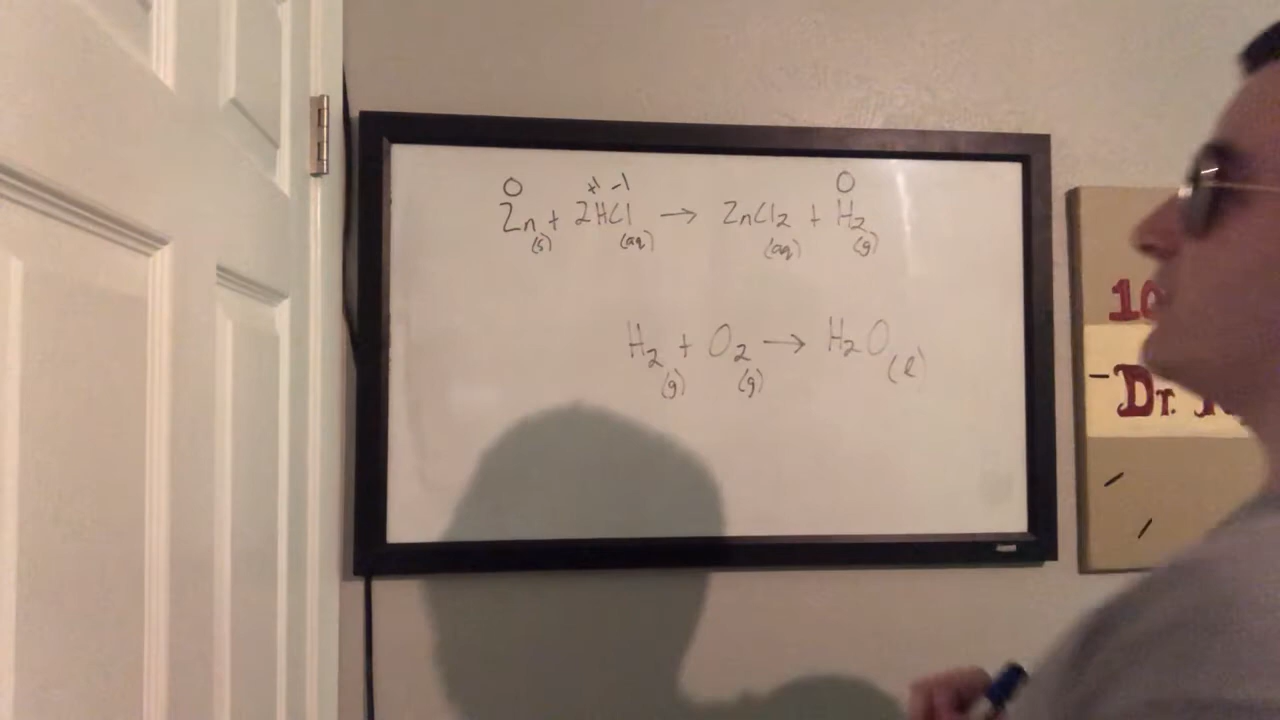 0 +1 -1 0
Zn(s) + 2HCl(aq) → ZnCl2(aq) + H2(g)
H2(g) + O2(g) → H2O(l)
10
Dr.